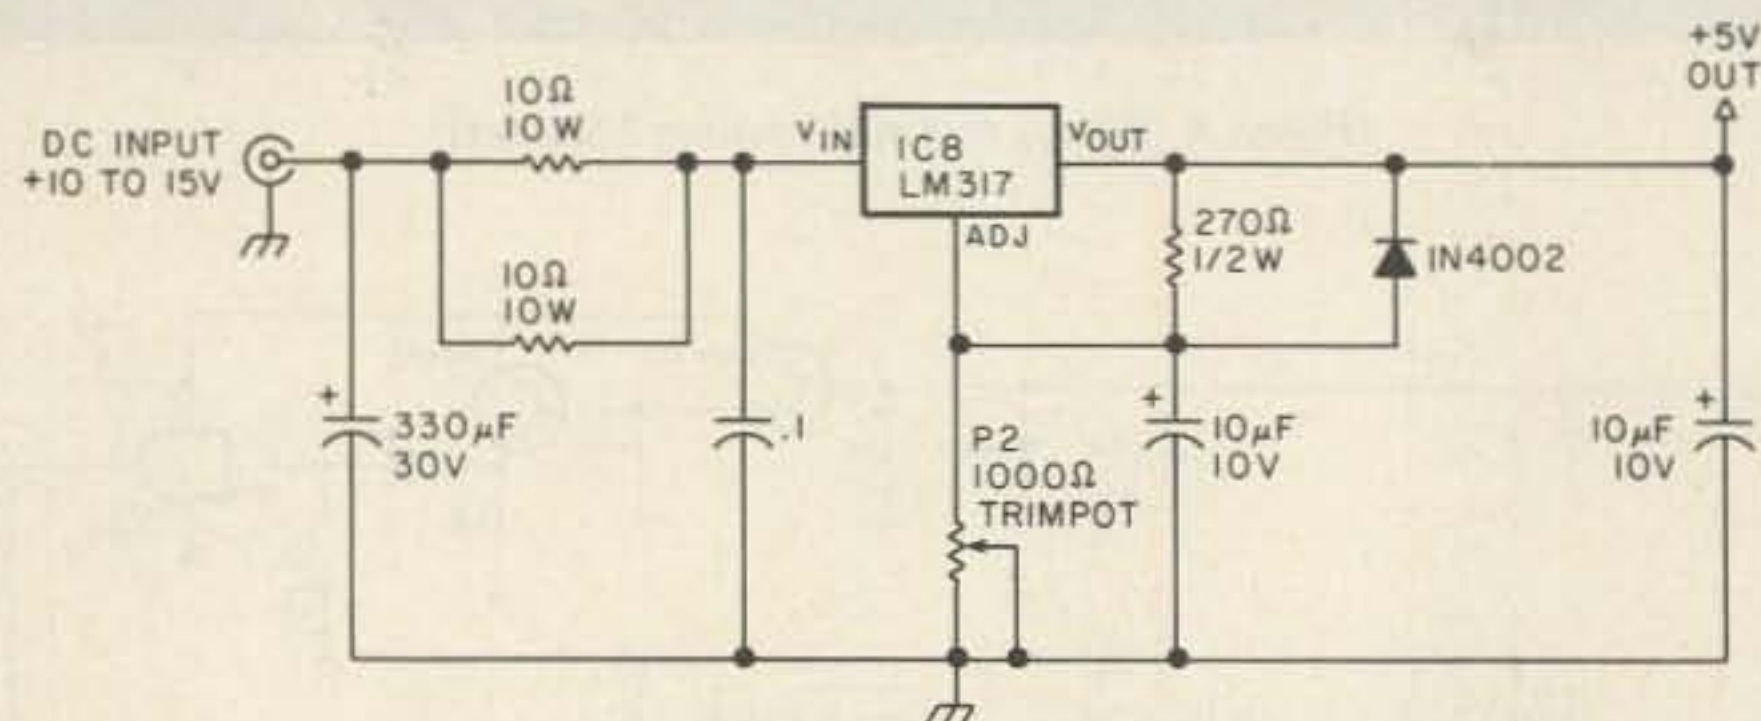 +5V
OUT
DC INPUT
+10 TO 15V
10Ω
10W
VIN
IC8
LM317
VOUT
ADJ
270Ω
1/2W
1N4002
10Ω
10W
+
330µF
30V
.1
P2
1000Ω
TRIMPOT
+
10µF
10V
+
10µF
10V